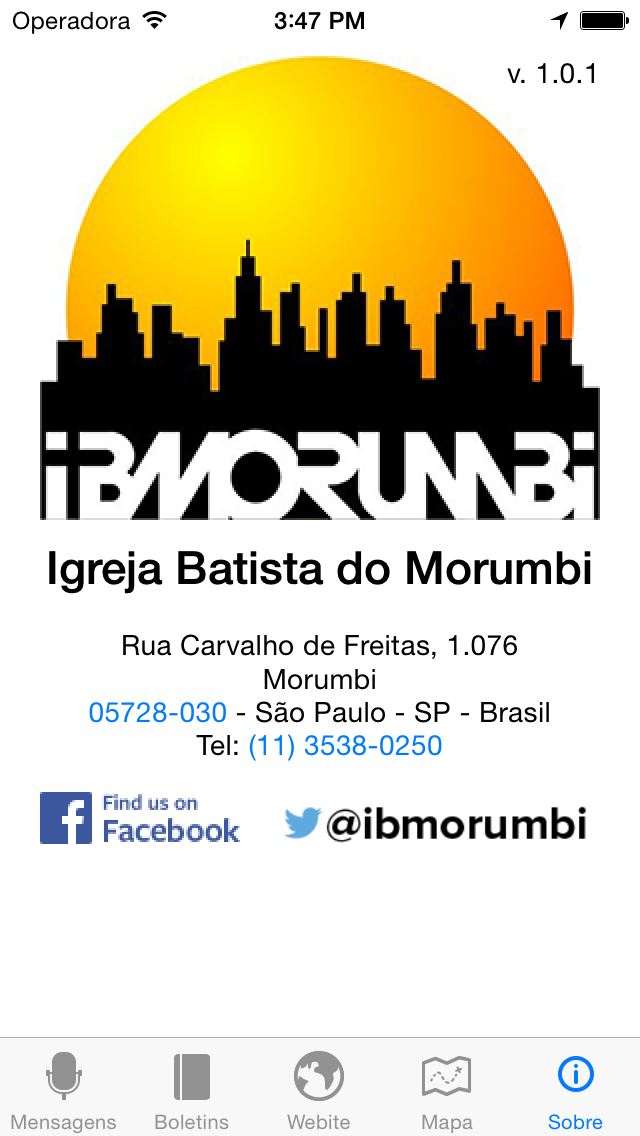 Operadora 3:47 PM
v. 1.0.1
iBMORUMBi
Igreja Batista do Morumbi
Rua Carvalho de Freitas, 1.076
Morumbi
05728-030 - São Paulo - SP - Brasil
Tel: (11) 3538-0250
Find us on
Facebook
@ibmorumbi
Mensagens Boletins Webite Mapa Sobre